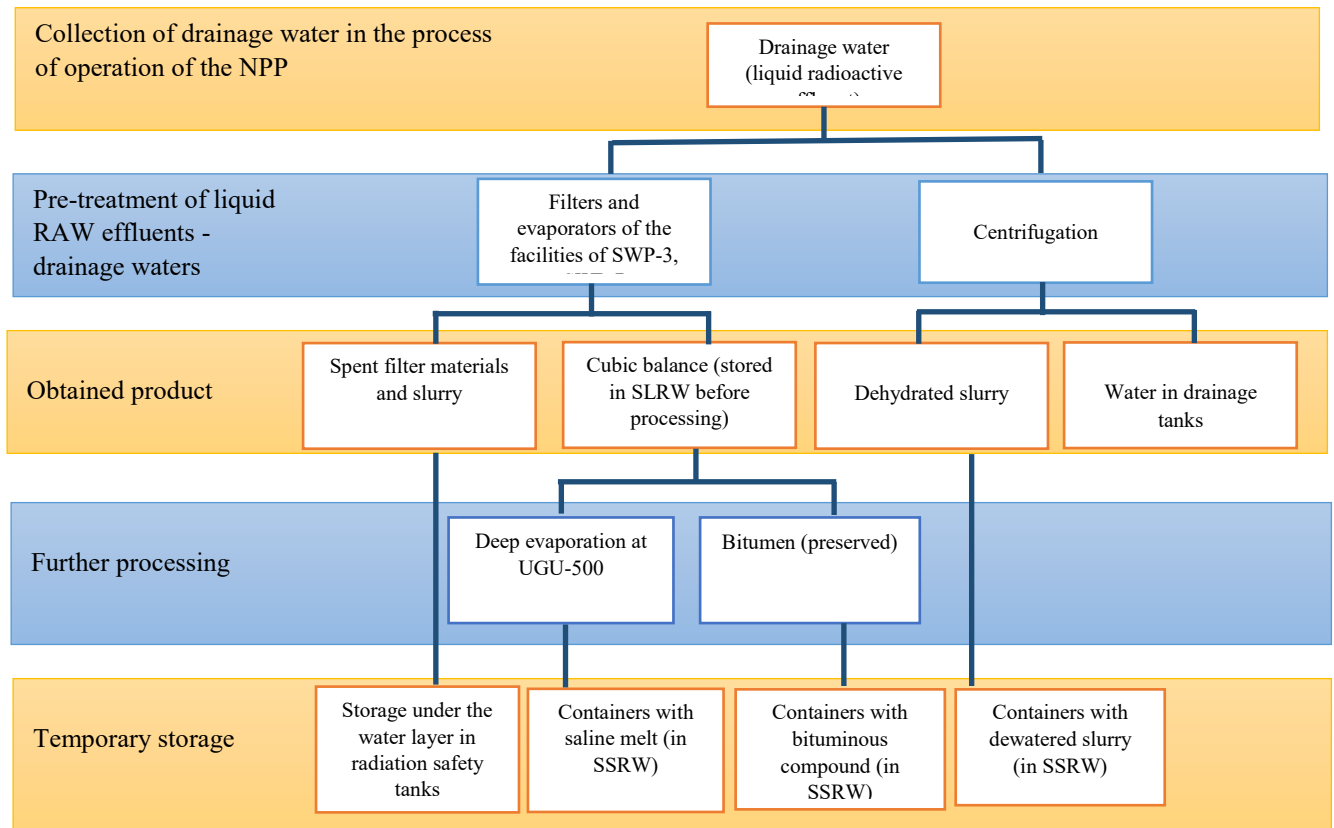 Collection of drainage water in the process
of operation of the NPP
Drainage water
(liquid radioactive
Pre-treatment of liquid
RAW effluents -
drainage waters
Filters and
evaporators of the
facilities of SWP-3,
Centrifugation
Obtained product
Spent filter materials
and slurry
Cubic balance (stored
in SLRW before
processing)
Dehydrated slurry
Water in drainage
tanks
Further processing
Deep evaporation at
UGU-500
Bitumen (preserved)
Temporary storage
Storage under the
water layer in
radiation safety
tanks
Containers with
saline melt (in
SSRW)
Containers with
bituminous
compound (in
SSRW)
Containers with
dewatered slurry
(in SSRW)